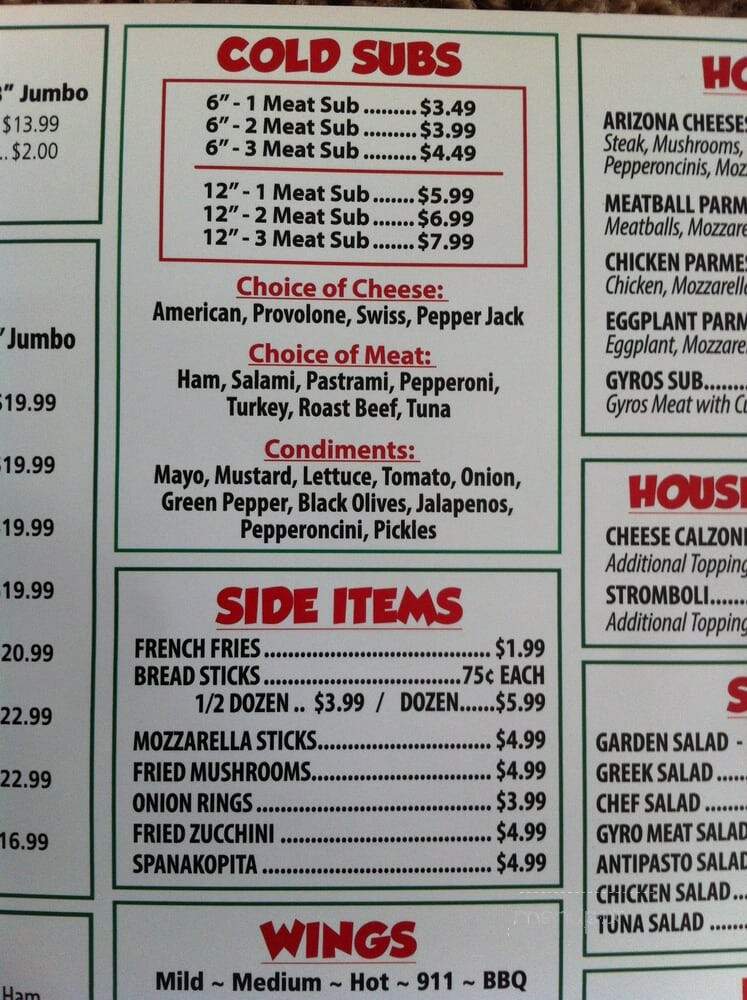 8" Jumbo
$13.99
.. $2.00
" Jumbo
$19.99
$19.99
$19.99
$19.99
20.99
22.99
22.99
16.99
Ham
COLD SUBS
6" - 1 Meat Sub ......... $3.49
6" - 2 Meat Sub ......... $3.99
6" - 3 Meat Sub ......... $4.49
12" - 1 Meat Sub ....... $5.99
12" - 2 Meat Sub ....... $6.99
12" - 3 Meat Sub ....... $7.99
Choice of Cheese:
American, Provolone, Swiss, Pepper Jack
Choice of Meat:
Ham, Salami, Pastrami, Pepperoni,
Turkey, Roast Beef, Tuna
Condiments:
Mayo, Mustard, Lettuce, Tomato, Onion,
Green Pepper, Black Olives, Jalapenos,
Pepperoncini, Pickles
SIDE ITEMS
FRENCH FRIES ...................................... $1.99
BREAD STICKS ................................. 75¢ EACH
1/2 DOZEN .. $3.99 / DOZEN ...... $5.99
MOZZARELLA STICKS ............................. $4.99
FRIED MUSHROOMS .............................. $4.99
ONION RINGS ....................................... $3.99
FRIED ZUCCHINI ................................... $4.99
SPANAKOPITA ...................................... $4.99
WINGS
Mild ~ Medium ~ Hot ~ 911 ~ BBQ
HO
ARIZONA CHEESES
Steak, Mushrooms,
Pepperoncinis, Moz
MEATBALL PARM
Meatballs, Mozzare
CHICKEN PARMES
Chicken, Mozzarella
EGGPLANT PARM
Eggplant, Mozzare
GYROS SUB.......
Gyros Meat with Cu
HOUS
CHEESE CALZON
Additional Topping
STROMBOLI......
Additional Topping
S
GARDEN SALAD -
GREEK SALAD .....
CHEF SALAD .......
GYRO MEAT SALAD
ANTIPASTO SALAD
CHICKEN SALAD...
TUNA SALAD ......